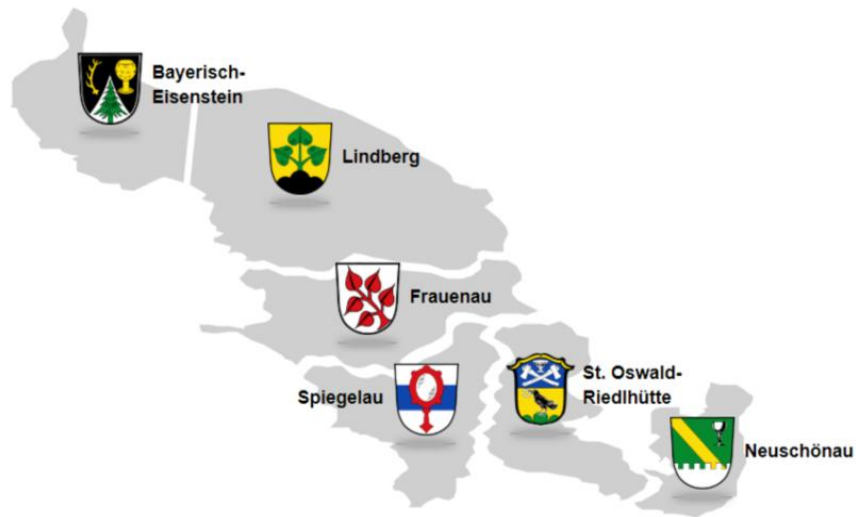 Bayerisch-
Eisenstein
Lindberg
Frauenau
Spiegelau
St. Oswald-
Riedlhütte
Neuschönau